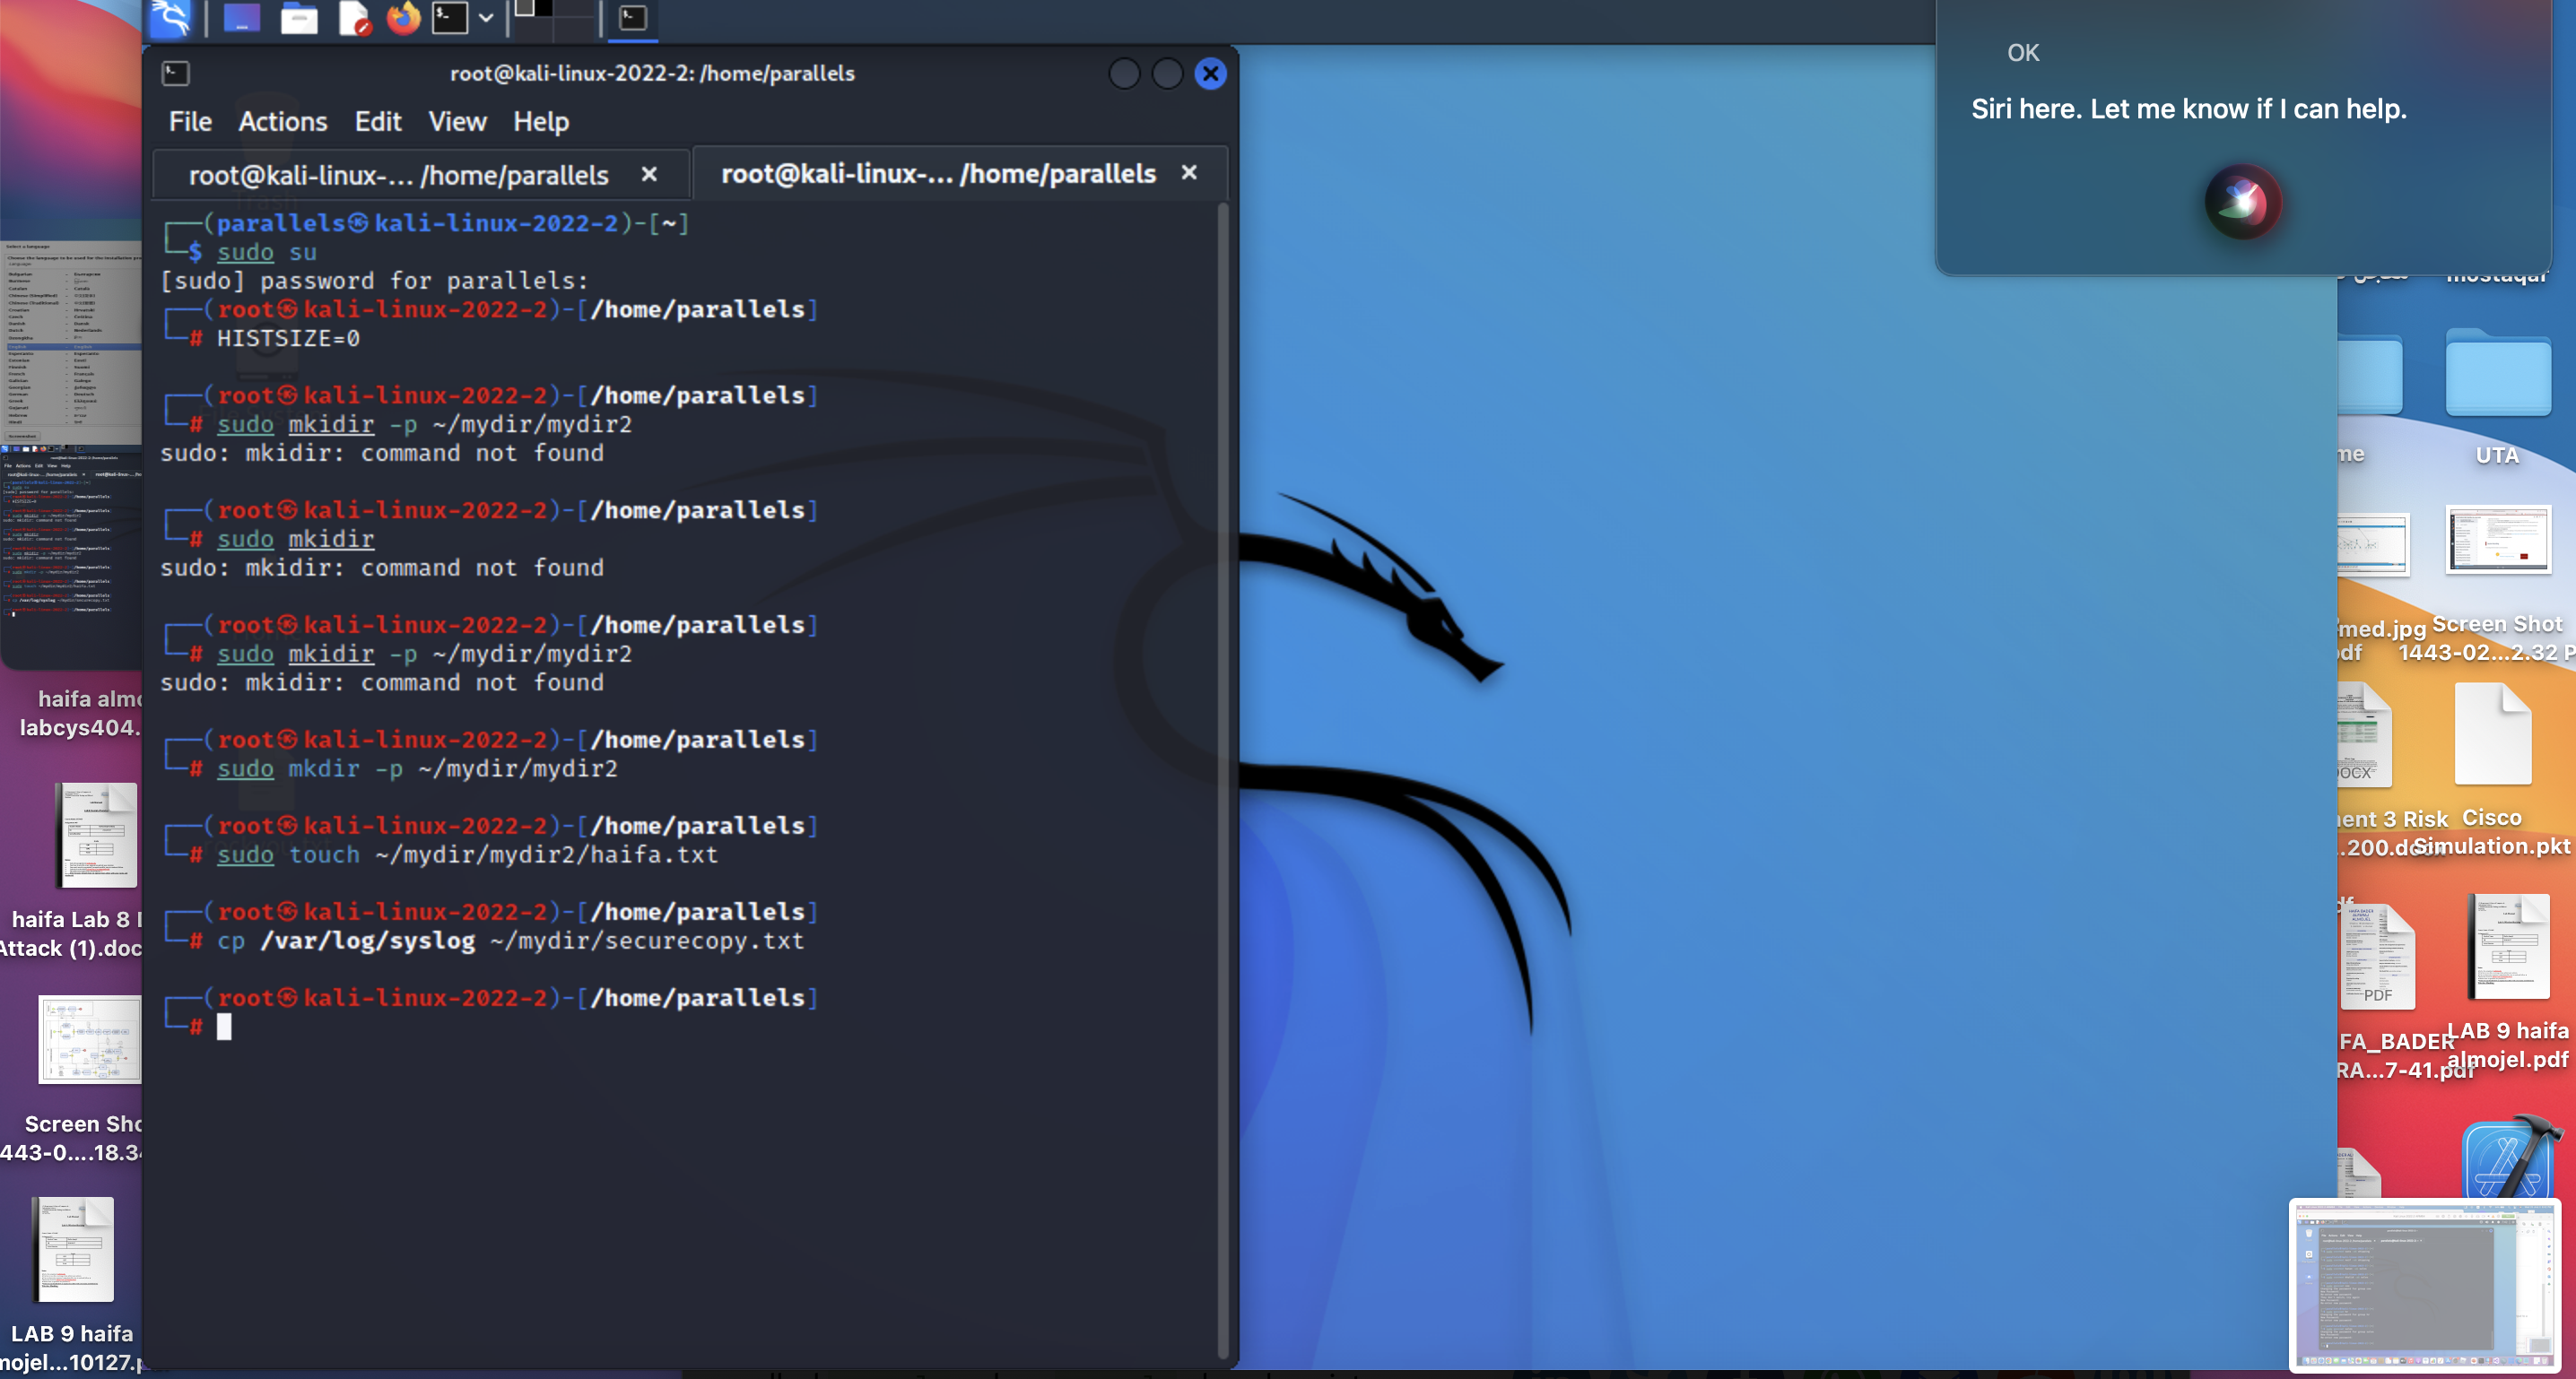 root@kali-linux-2022-2: /home/parallels
File Actions Edit View Help
root@kali-linux-... /home/parallels ×
root@kali-linux-... /home/parallels ×
┌──(parallels㉿kali-linux-2022-2)-[~]
└─$ sudo su
[sudo] password for parallels:
┌──(root㉿kali-linux-2022-2)-[/home/parallels]
└─# HISTSIZE=0
┌──(root㉿kali-linux-2022-2)-[/home/parallels]
└─# sudo mkidir -p ~/mydir/mydir2
sudo: mkidir: command not found
┌──(root㉿kali-linux-2022-2)-[/home/parallels]
└─# sudo mkidir
sudo: mkidir: command not found
┌──(root㉿kali-linux-2022-2)-[/home/parallels]
└─# sudo mkidir -p ~/mydir/mydir2
sudo: mkidir: command not found
┌──(root㉿kali-linux-2022-2)-[/home/parallels]
└─# sudo mkdir -p ~/mydir/mydir2
┌──(root㉿kali-linux-2022-2)-[/home/parallels]
└─# sudo touch ~/mydir/mydir2/haifa.txt
┌──(root㉿kali-linux-2022-2)-[/home/parallels]
└─# cp /var/log/syslog ~/mydir/securecopy.txt
┌──(root㉿kali-linux-2022-2)-[/home/parallels]
└─#
OK
Siri here. Let me know if I can help.
mostaqar
me
UTA
med.jpg
df
Screen Shot
1443-02...2.32 P
DOCX
ent 3 Risk
...200.docx
Cisco
Simulation.pkt
PDF
FA_BADER
RA...7-41.pdf
LAB 9 haifa
almojel.pdf
haifa almo
labcys404.
haifa Lab 8
Attack (1).doc
Screen Sho
443-0....18.34
LAB 9 haifa
mojel...10127.p